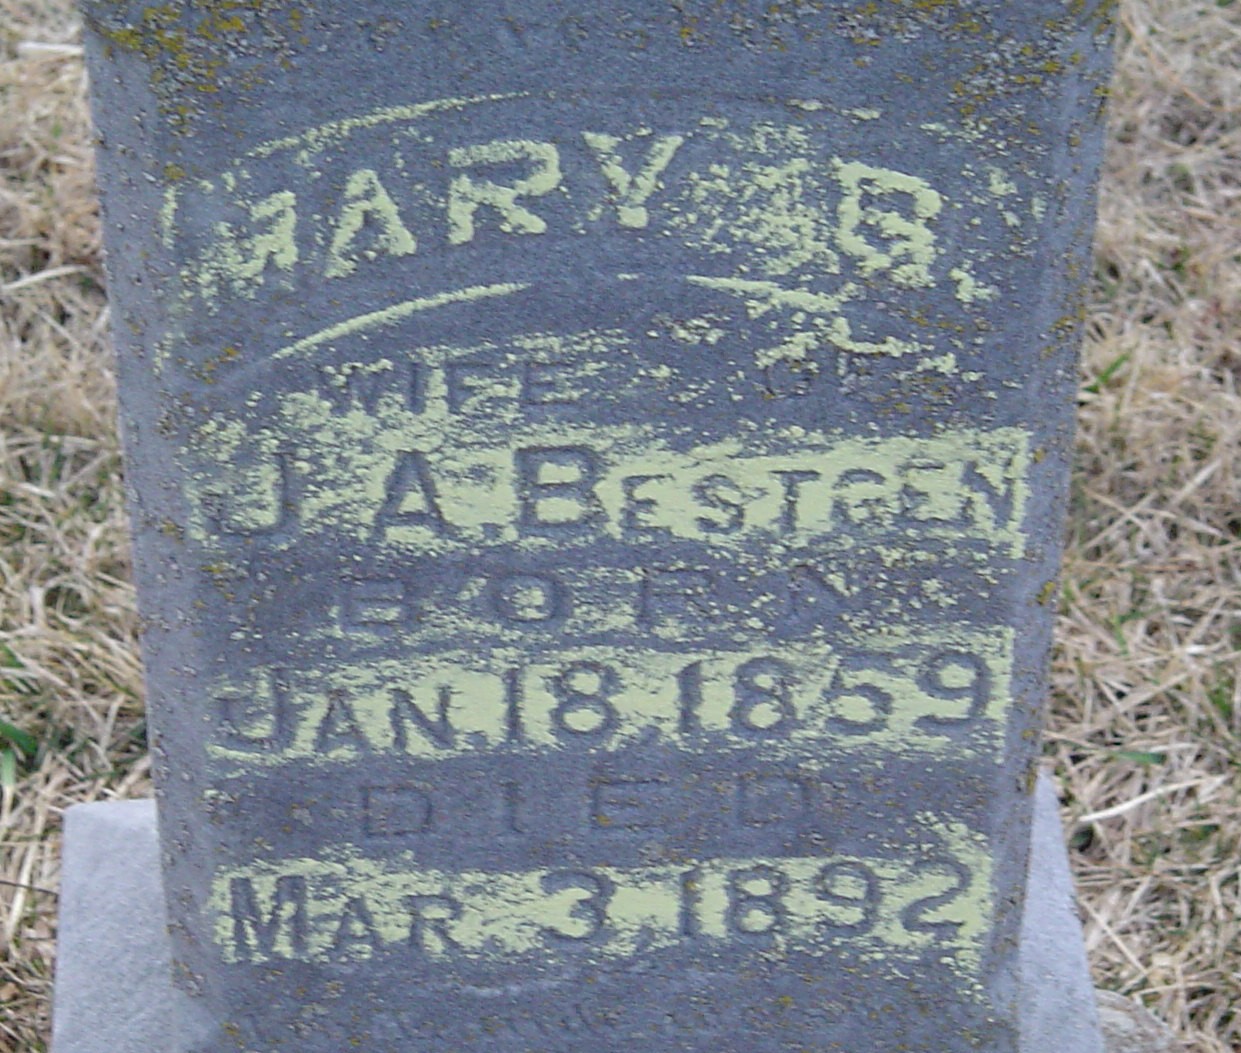 MARY B.
WIFE OF
J. A. BESTGEN
BORN
JAN. 18, 1859
DIED
MAR. 3, 1892